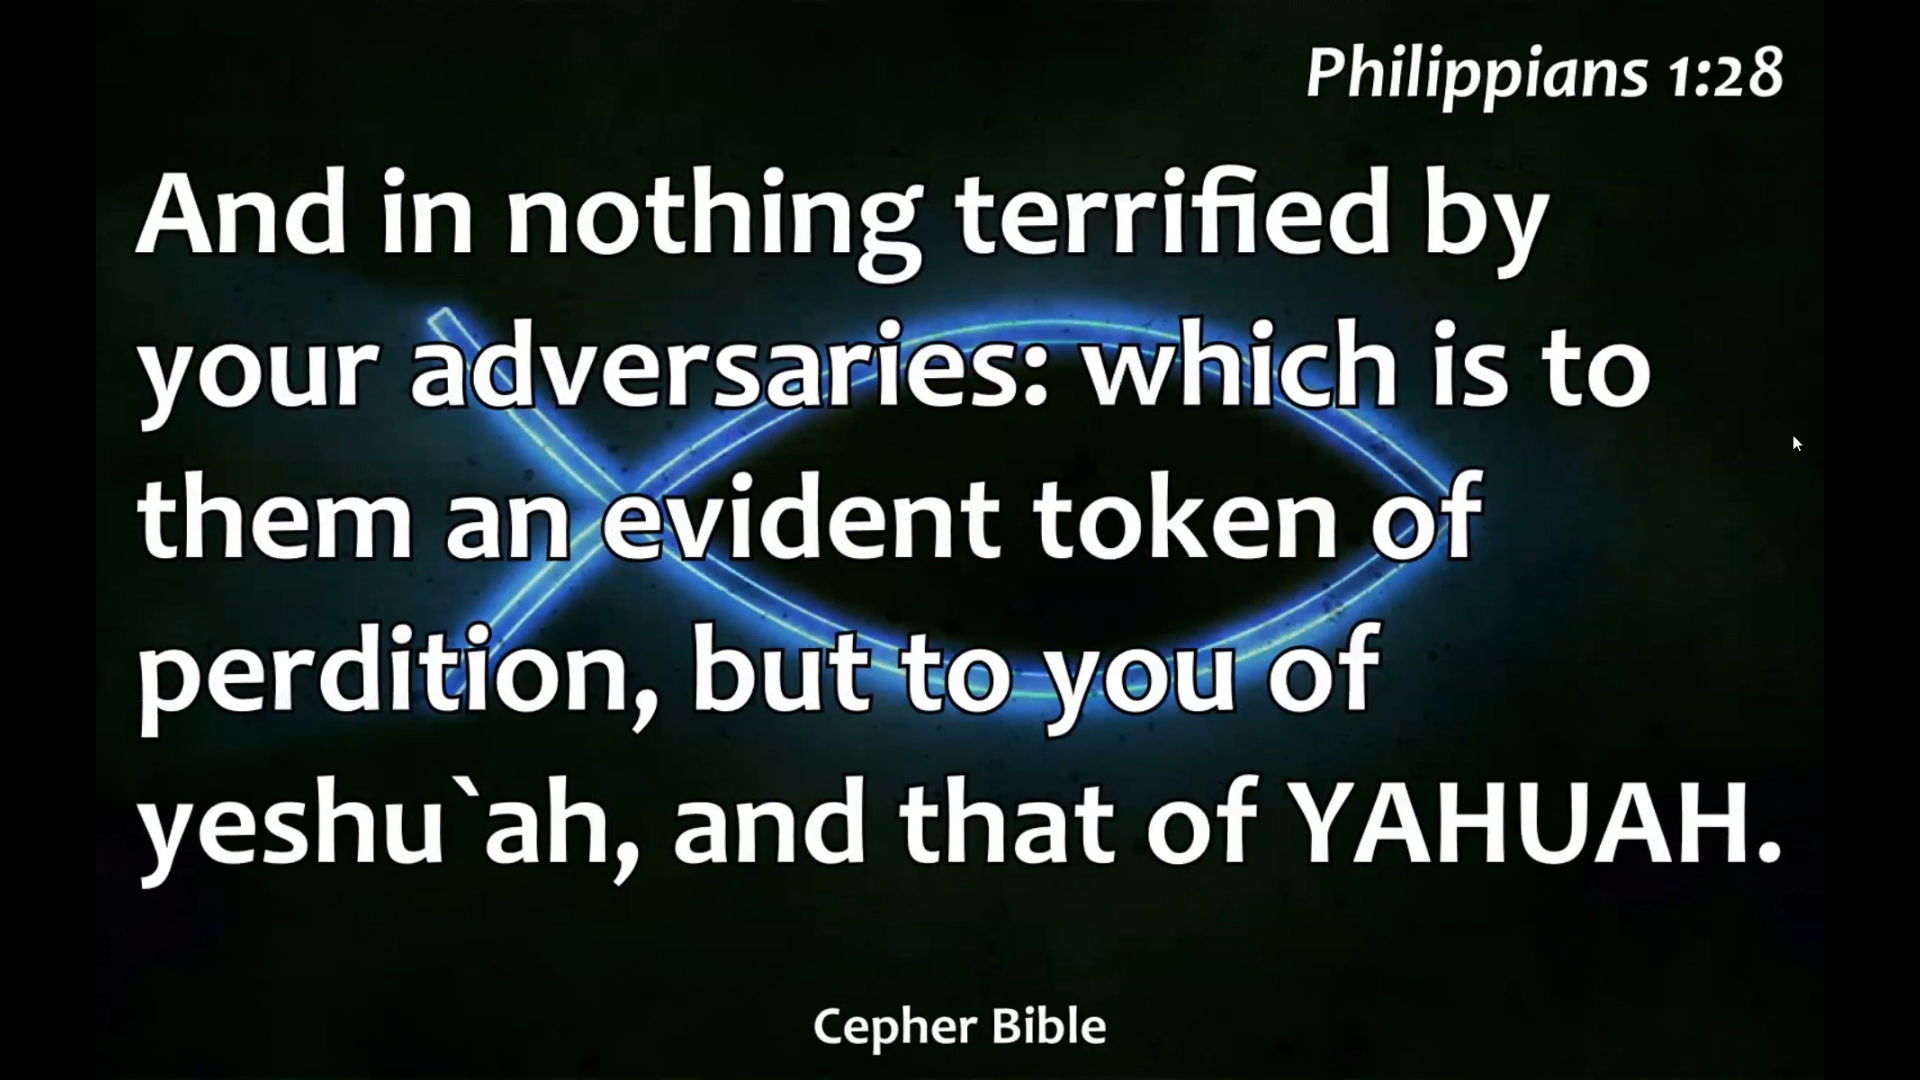 Philippians 1:28
And in nothing terrified by
your adversaries: which is to
them an evident token of
perdition, but to you of
yeshu`ah, and that of YAHUAH.
Cepher Bible